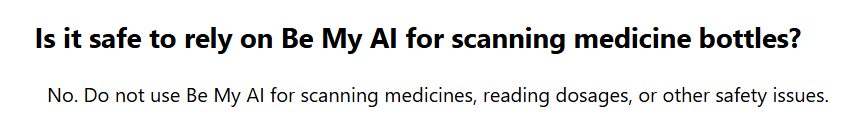 Is it safe to rely on Be My AI for scanning medicine bottles?
No. Do not use Be My AI for scanning medicines, reading dosages, or other safety issues.